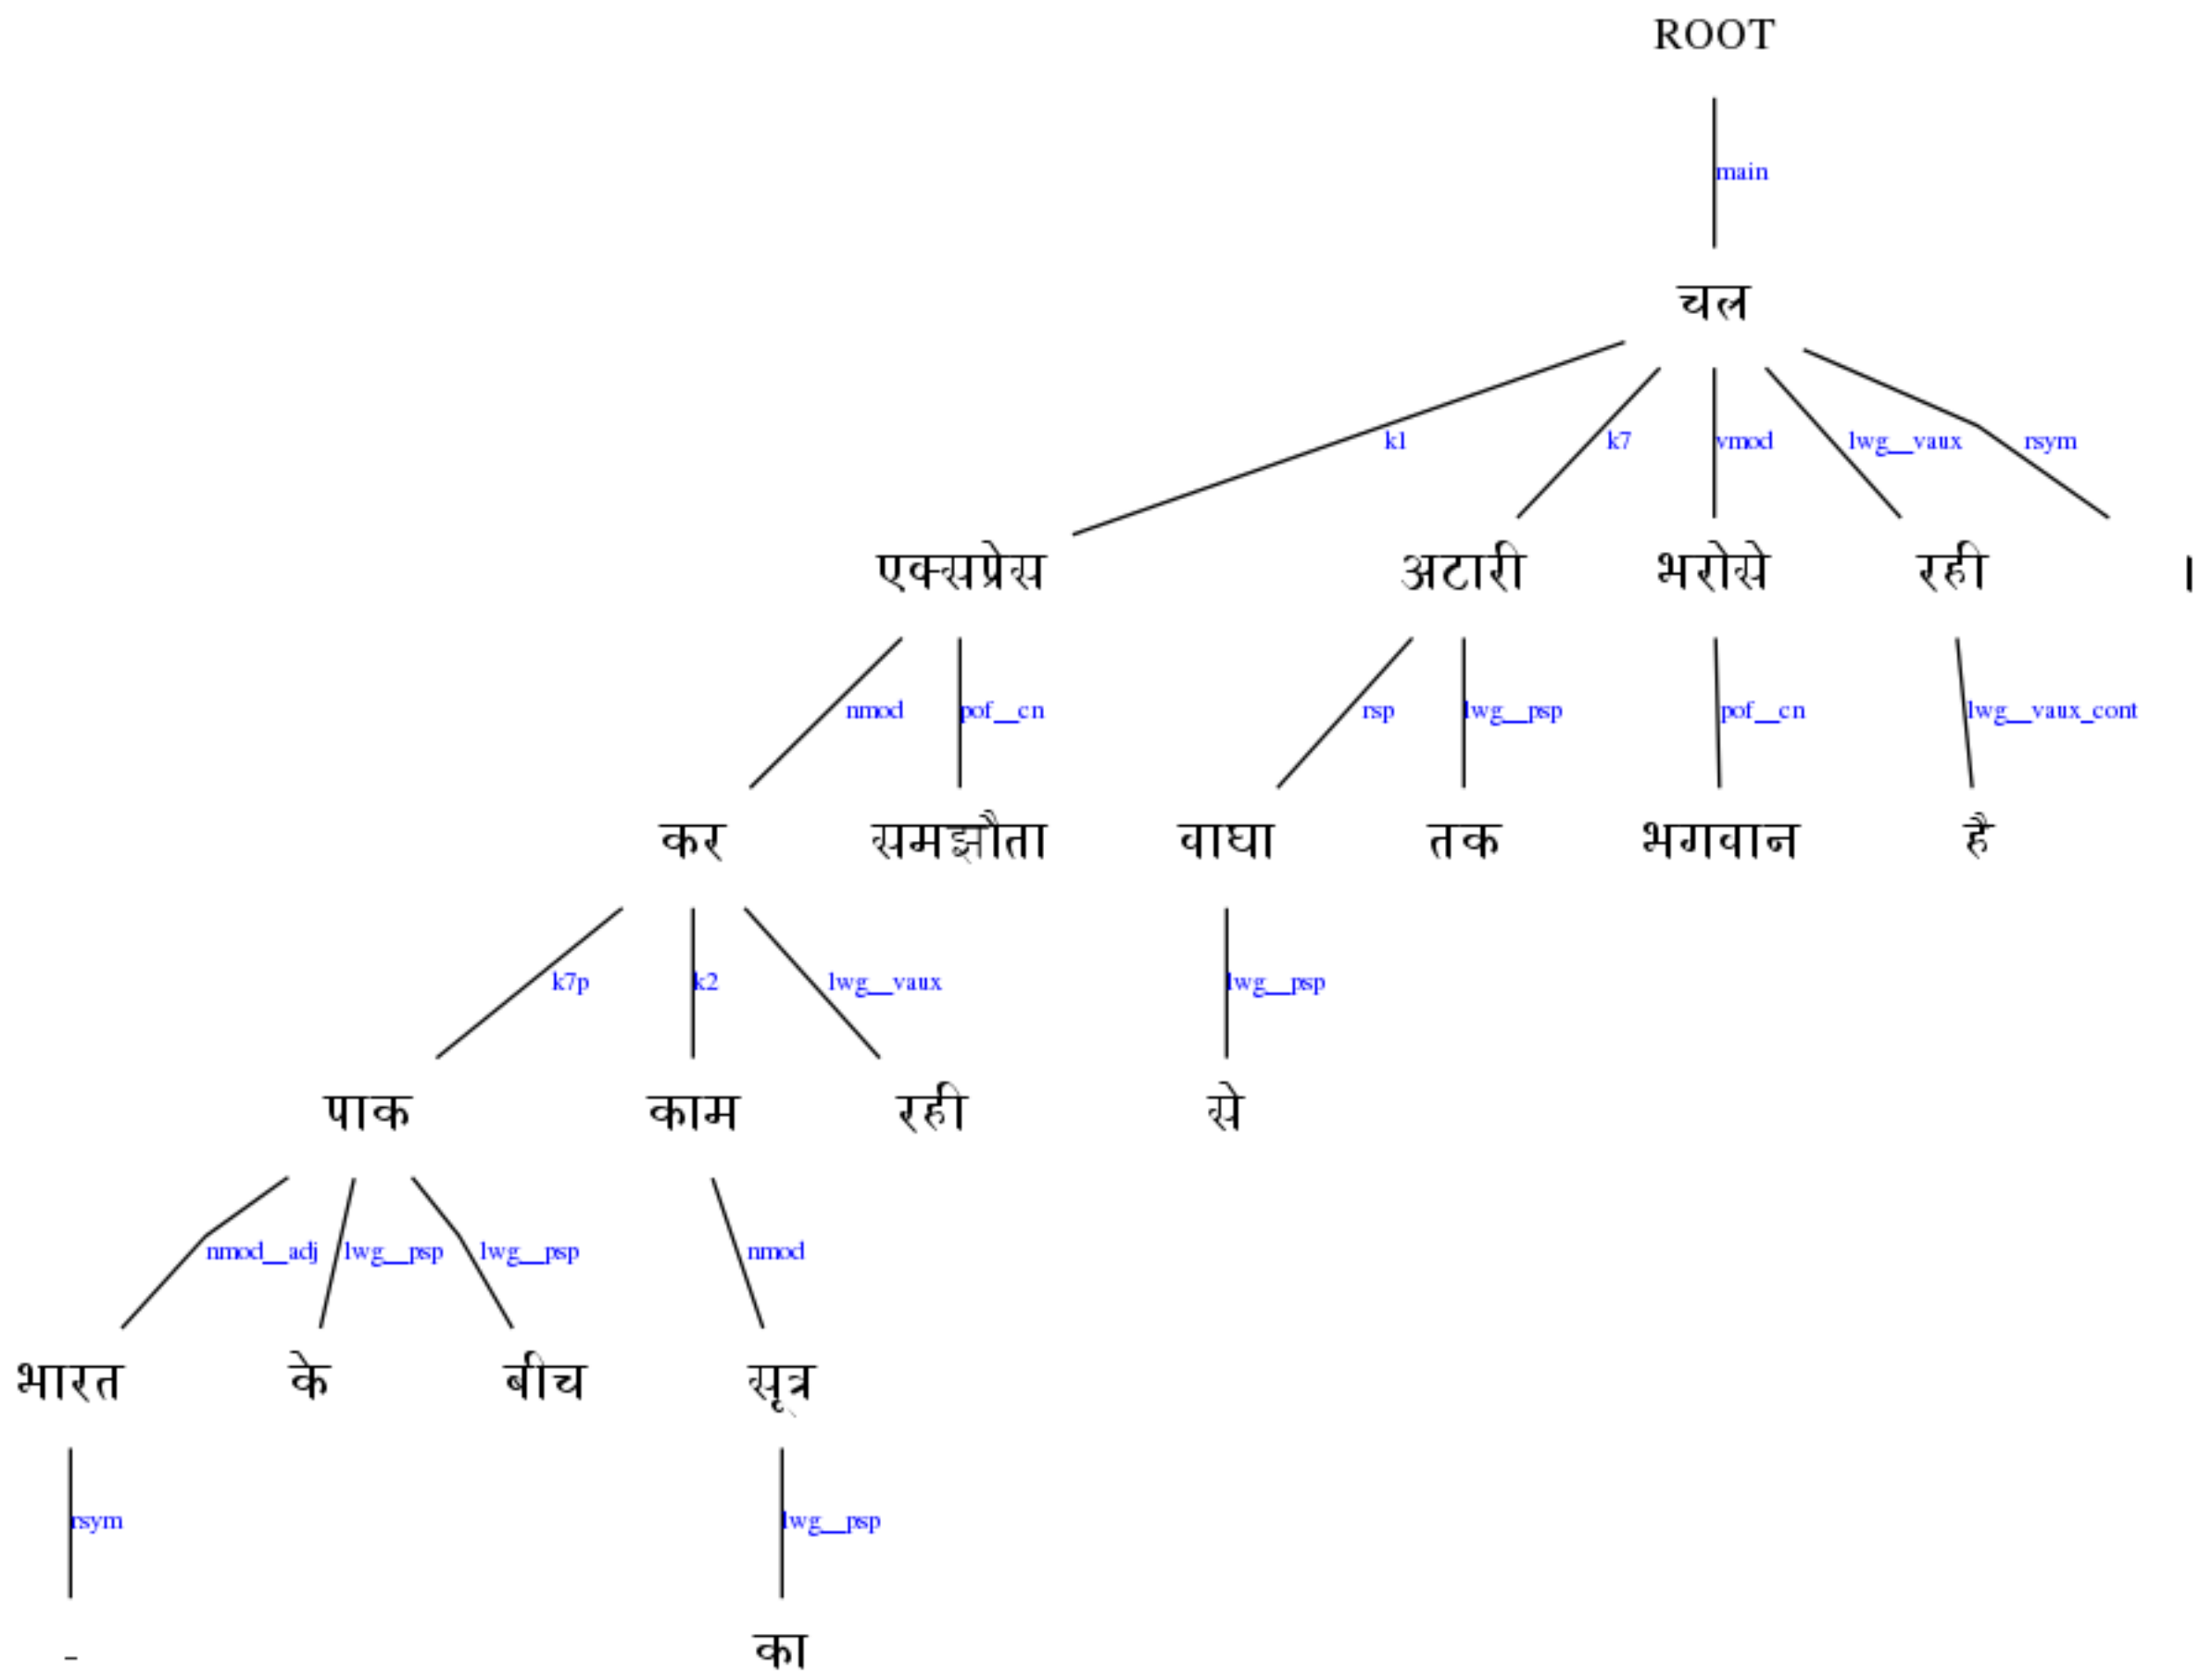 ROOT
main
चल
k1 k7 vmod lwg__vaux rsym
एक्सप्रेस अटारी भरोसे रही ।
nmod pof__cn rsp lwg__psp pof__cn lwg__vaux_cont
कर समझौता वाघा तक भगवान है
k7p k2 lwg__vaux lwg__psp
पाक काम रही से
nmod__adj lwg__psp lwg__psp nmod
भारत के बीच सूत्र
rsym lwg__psp
- का